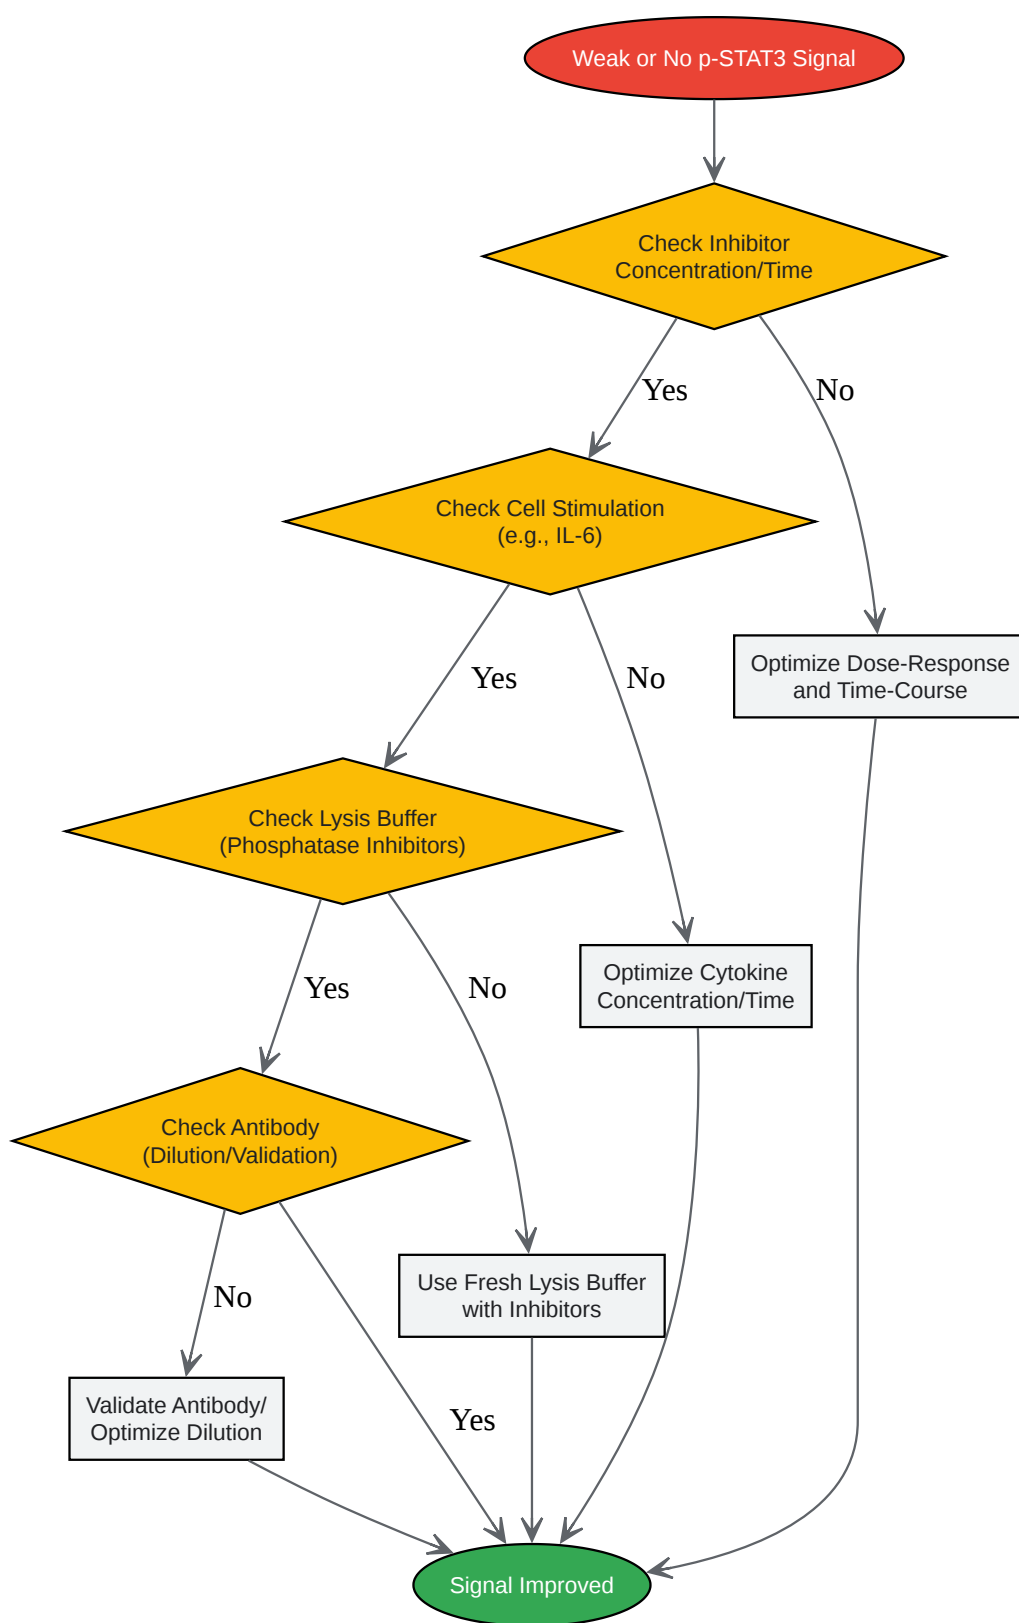 Weak or No p-STAT3 Signal
Check Inhibitor
Concentration/Time
Yes
No
Check Cell Stimulation
(e.g., IL-6)
Yes
No
Optimize Dose-Response
and Time-Course
Check Lysis Buffer
(Phosphatase Inhibitors)
Yes
No
Optimize Cytokine
Concentration/Time
Check Antibody
(Dilution/Validation)
No
Yes
Use Fresh Lysis Buffer
with Inhibitors
Validate Antibody/
Optimize Dilution
Signal Improved